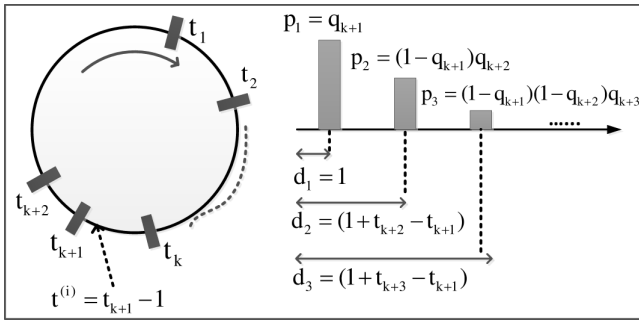 t₁
t₂
tₖ₊₂
tₖ₊₁
tₖ
t⁽ⁱ⁾ = tₖ₊₁ − 1
p₁ = qₖ₊₁
p₂ = (1−qₖ₊₁)qₖ₊₂
p₃ = (1−qₖ₊₁)(1−qₖ₊₂)qₖ₊₃
......
d₁ = 1
d₂ = (1+tₖ₊₂ −tₖ₊₁)
d₃ = (1+tₖ₊₃ −tₖ₊₁)